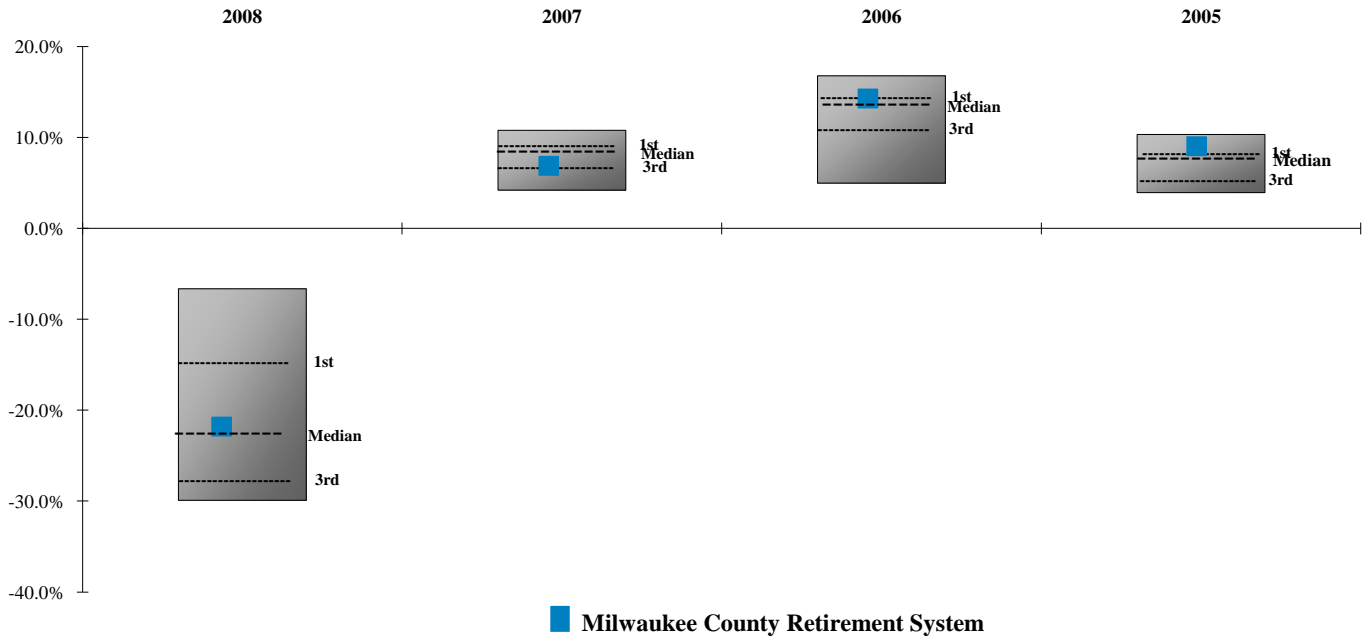 2008 2007 2006 2005
20.0%
1st
Median
3rd
10.0%
1st
Median
3rd
1st
Median
3rd
0.0%
-10.0%
1st
-20.0%
Median
3rd
-30.0%
-40.0%
Milwaukee County Retirement System